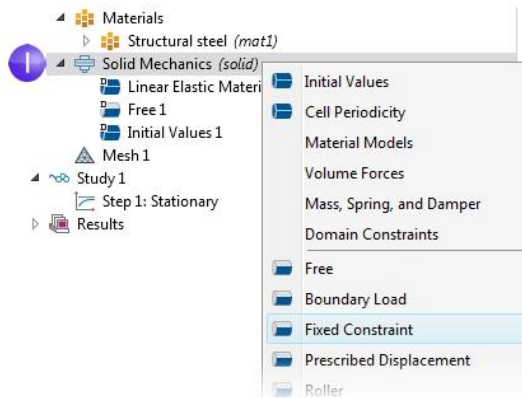 Materials
Structural steel (mat1)
1
Solid Mechanics (solid)
Linear Elastic Materi
Free 1
Initial Values 1
Mesh 1
Study 1
Step 1: Stationary
Results
Initial Values
Cell Periodicity
Material Models
Volume Forces
Mass, Spring, and Damper
Domain Constraints
Free
Boundary Load
Fixed Constraint
Prescribed Displacement
Roller